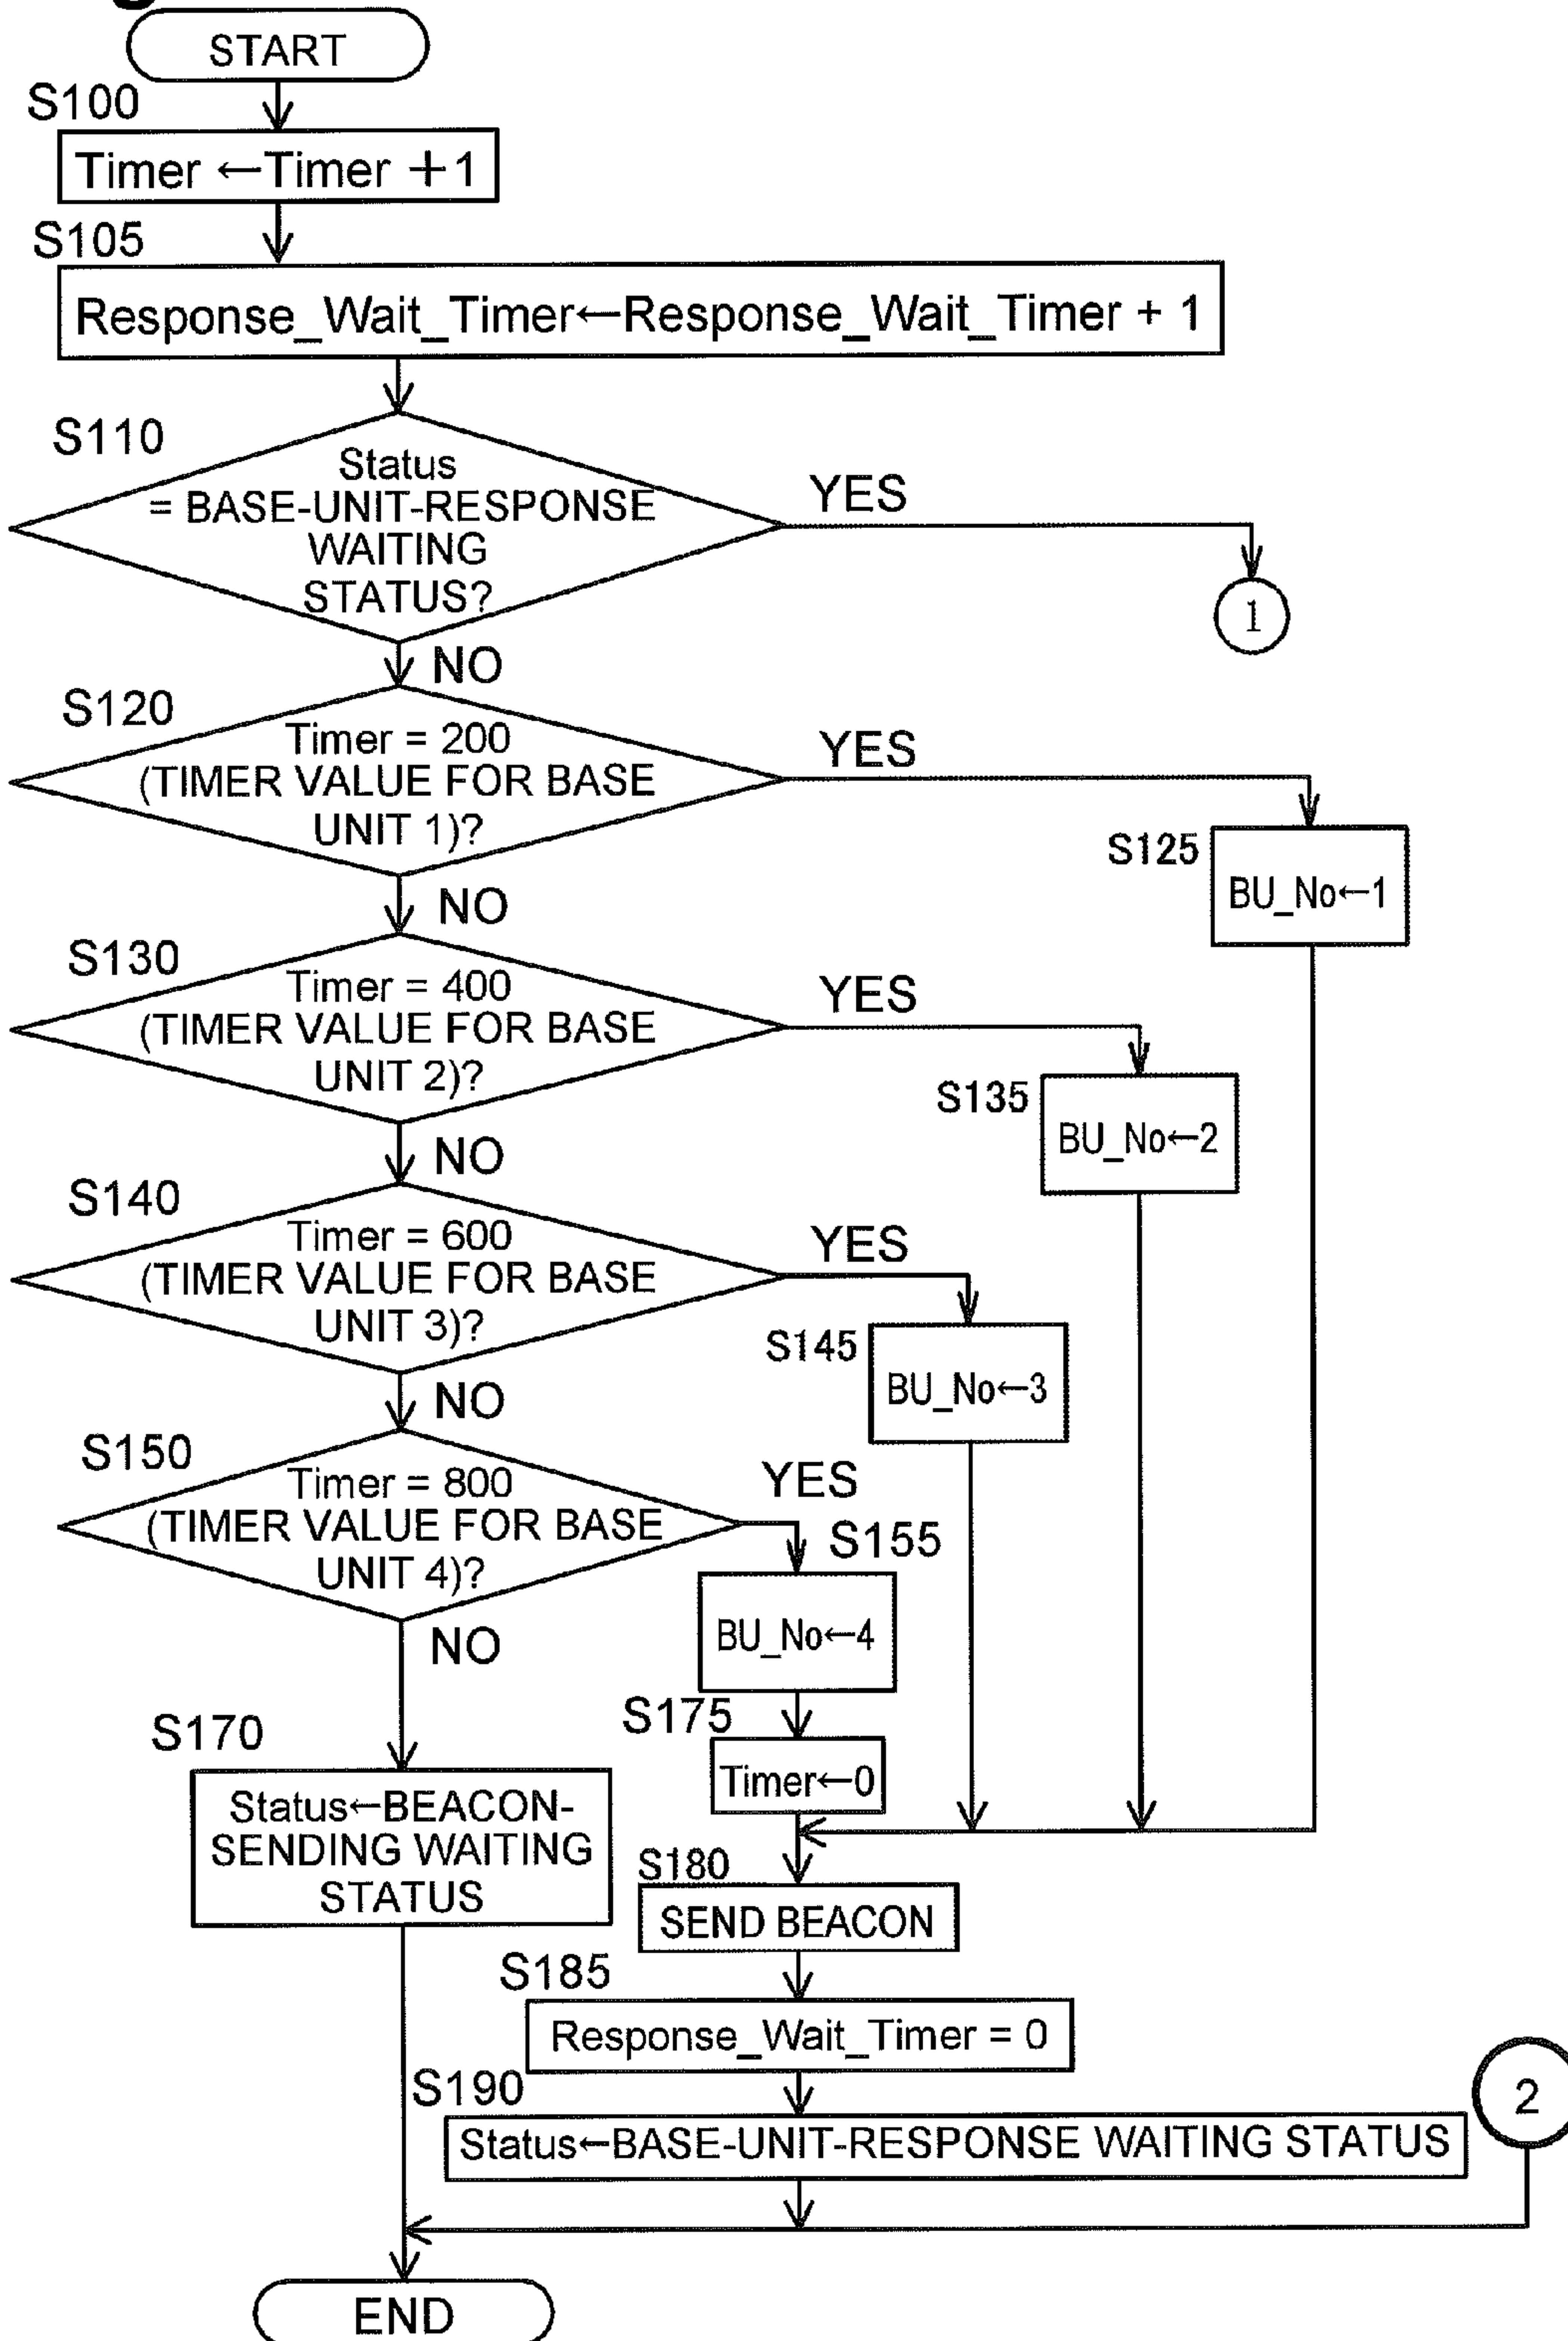 START
S100
Timer ←Timer +1
S105
Response_Wait_Timer←Response_Wait_Timer + 1
S110
Status
= BASE-UNIT-RESPONSE
WAITING
STATUS?
YES
1
NO
S120
Timer = 200
(TIMER VALUE FOR BASE
UNIT 1)?
YES
S125
BU_No←1
NO
S130
Timer = 400
(TIMER VALUE FOR BASE
UNIT 2)?
YES
S135
BU_No←2
NO
S140
Timer = 600
(TIMER VALUE FOR BASE
UNIT 3)?
YES
S145
BU_No←3
NO
S150
Timer = 800
(TIMER VALUE FOR BASE
UNIT 4)?
YES
S155
BU_No←4
NO
S175
Timer←0
S170
Status←BEACON-
SENDING WAITING
STATUS
S180
SEND BEACON
S185
Response_Wait_Timer = 0
S190
Status←BASE-UNIT-RESPONSE WAITING STATUS
2
END